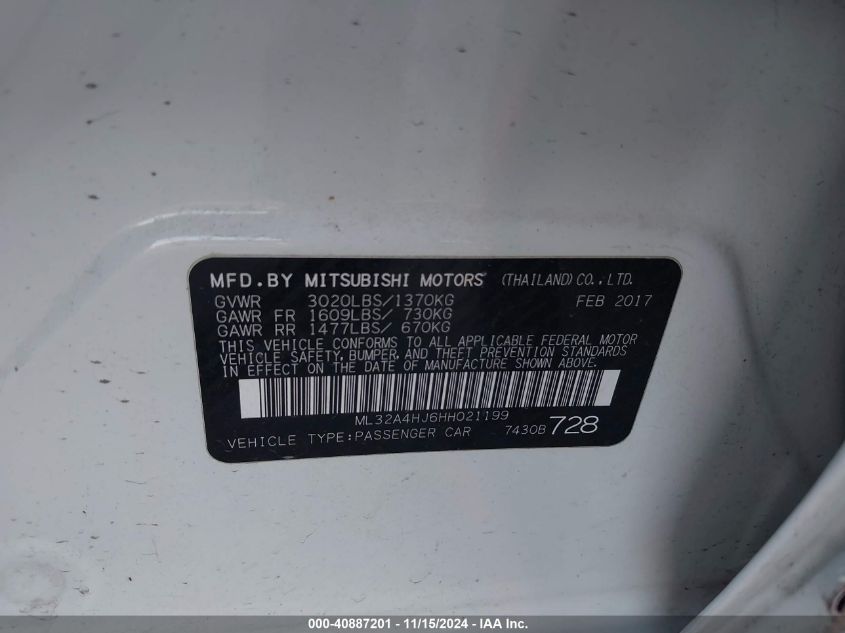 MFD.BY MITSUBISHI MOTORS (THAILAND)CO.,LTD.
GVWR 3020LBS/1370KG FEB 2017
GAWR FR 1609LBS/ 730KG
GAWR RR 1477LBS/ 670KG
THIS VEHICLE CONFORMS TO ALL APPLICABLE FEDERAL MOTOR
VEHICLE SAFETY, BUMPER, AND THEFT PREVENTION STANDARDS
IN EFFECT ON THE DATE OF MANUFACTURE SHOWN ABOVE.
ML32A4HJ6HH021199
VEHICLE TYPE:PASSENGER CAR 7430B 728
000-40887201 - 11/15/2024 - IAA Inc.